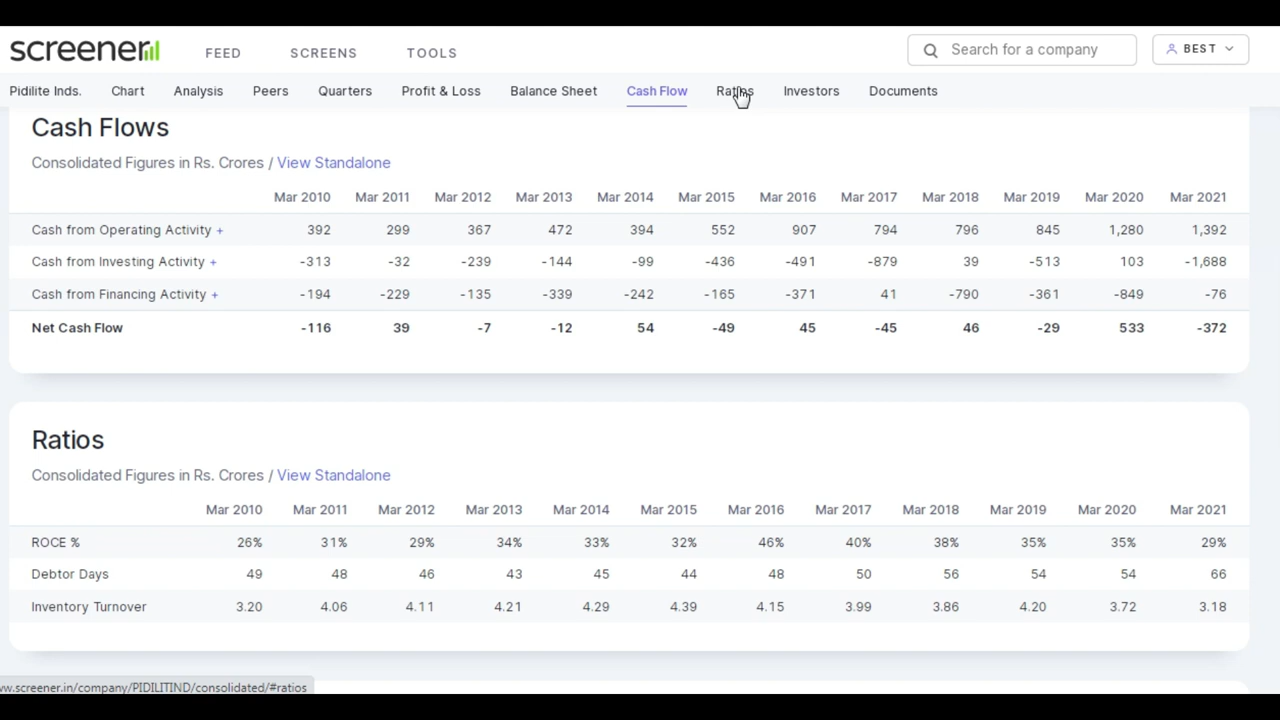 screener
FEED SCREENS TOOLS Search for a company BEST
Pidilite Inds. Chart Analysis Peers Quarters Profit & Loss Balance Sheet Cash Flow Ratios Investors Documents
Cash Flows
Consolidated Figures in Rs. Crores / View Standalone
Mar 2010 Mar 2011 Mar 2012 Mar 2013 Mar 2014 Mar 2015 Mar 2016 Mar 2017 Mar 2018 Mar 2019 Mar 2020 Mar 2021
Cash from Operating Activity + 392 299 367 472 394 552 907 794 796 845 1,280 1,392
Cash from Investing Activity + -313 -32 -239 -144 -99 -436 -491 -879 39 -513 103 -1,688
Cash from Financing Activity + -194 -229 -135 -339 -242 -165 -371 41 -790 -361 -849 -76
Net Cash Flow -116 39 -7 -12 54 -49 45 -45 46 -29 533 -372
Ratios
Consolidated Figures in Rs. Crores / View Standalone
Mar 2010 Mar 2011 Mar 2012 Mar 2013 Mar 2014 Mar 2015 Mar 2016 Mar 2017 Mar 2018 Mar 2019 Mar 2020 Mar 2021
ROCE % 26% 31% 29% 34% 33% 32% 46% 40% 38% 35% 35% 29%
Debtor Days 49 48 46 43 45 44 48 50 56 54 54 66
Inventory Turnover 3.20 4.06 4.11 4.21 4.29 4.39 4.15 3.99 3.86 4.20 3.72 3.18
ww.screener.in/company/PIDILITIND/consolidated/#ratios